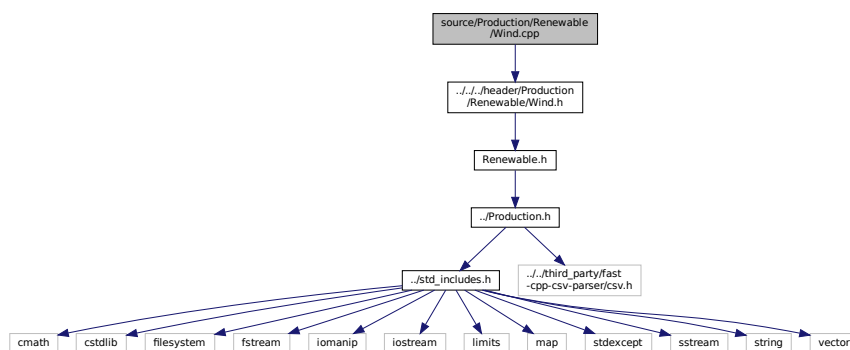 source/Production/Renewable
/Wind.cpp
../../../header/Production
/Renewable/Wind.h
Renewable.h
../Production.h
../std_includes.h
../../third_party/fast
-cpp-csv-parser/csv.h
cmath
cstdlib
filesystem
fstream
iomanip
iostream
limits
map
stdexcept
sstream
string
vector